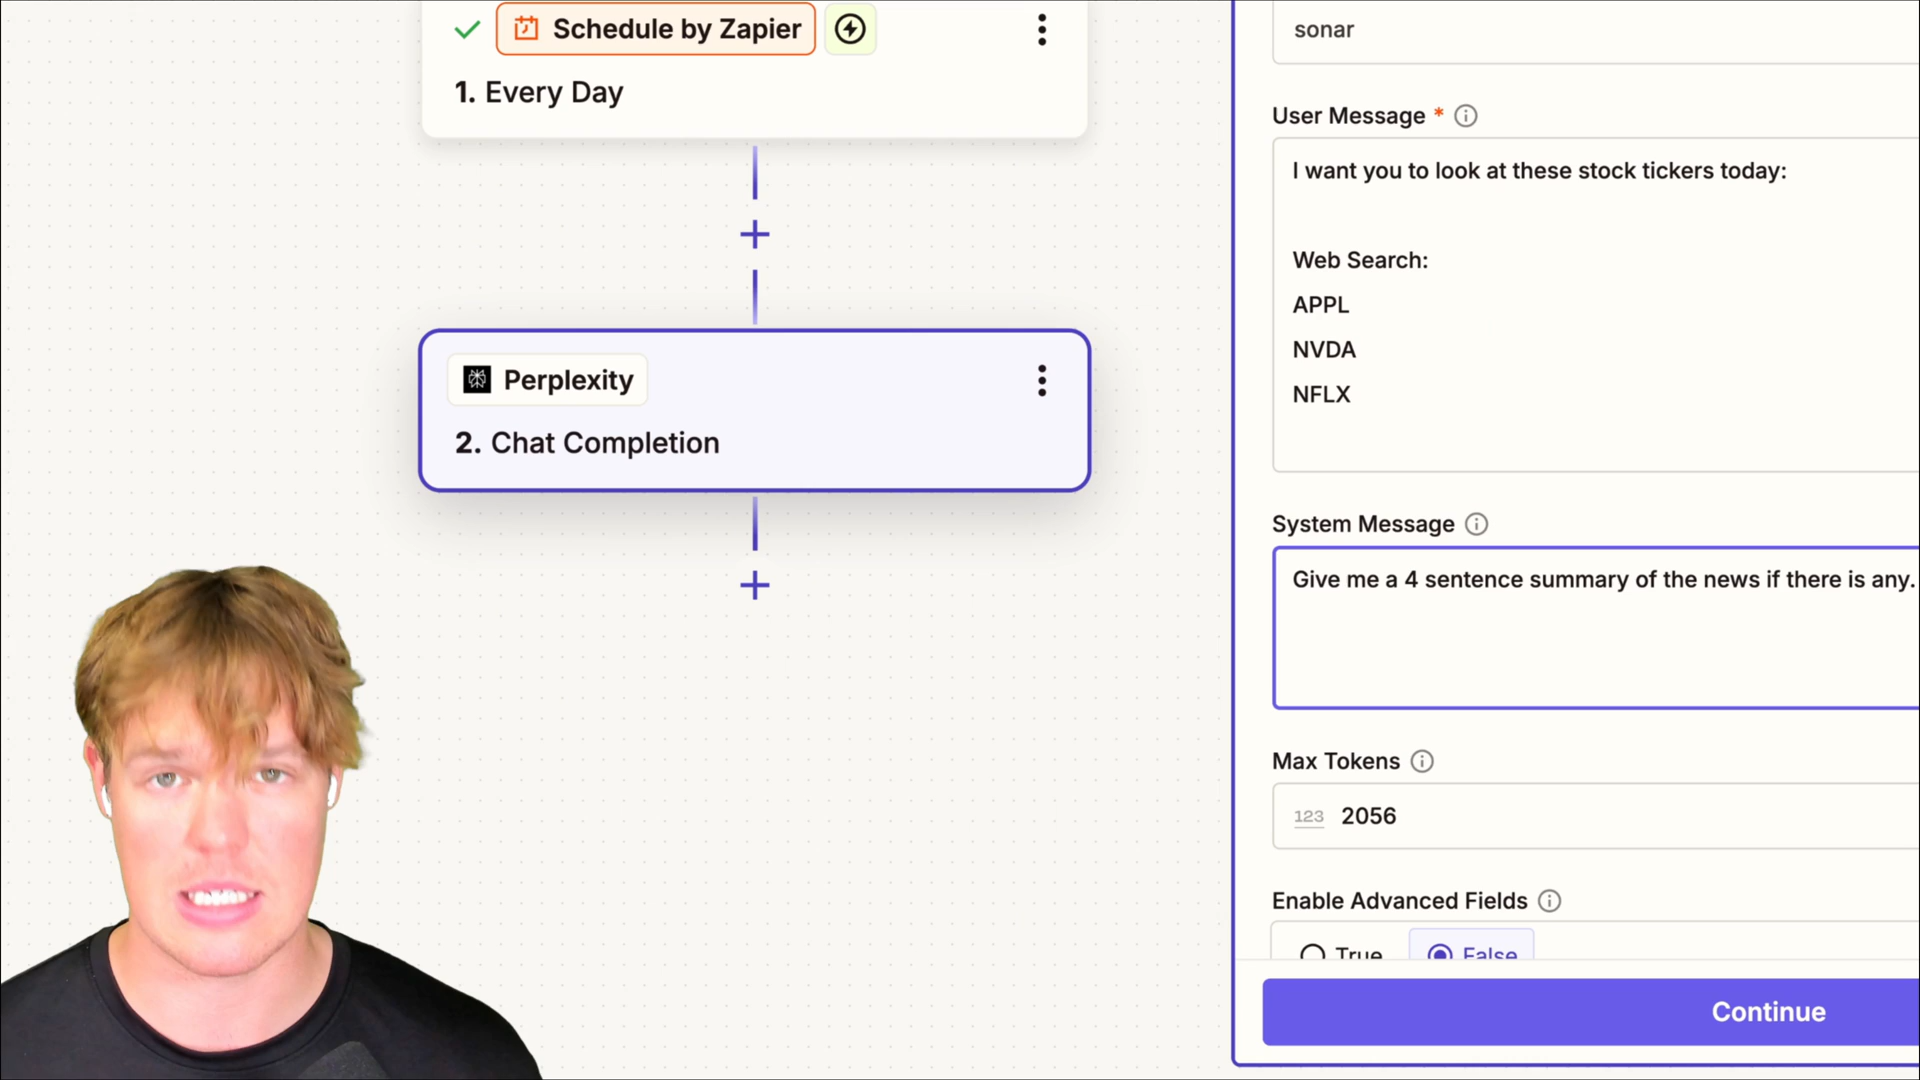 Schedule by Zapier
1. Every Day
Perplexity
2. Chat Completion
sonar
User Message *
I want you to look at these stock tickers today:
Web Search:
APPL
NVDA
NFLX
System Message
Give me a 4 sentence summary of the news if there is any.
Max Tokens
123 2056
Enable Advanced Fields
True False
Continue